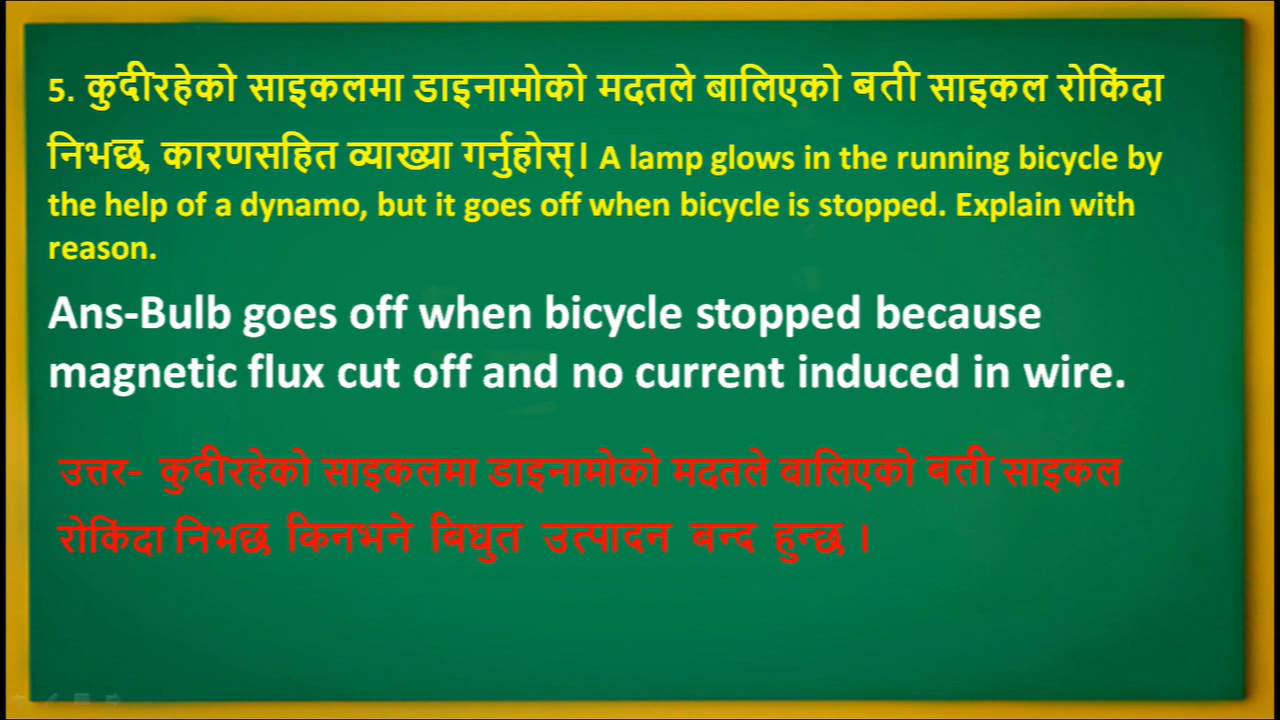 5. कुदीरहेको साइकलमा डाइनामोको मदतले बालिएको बती साइकल रोकिंदा
निभछ, कारणसहित व्याख्या गर्नुहोस्। A lamp glows in the running bicycle by
the help of a dynamo, but it goes off when bicycle is stopped. Explain with
reason.
Ans-Bulb goes off when bicycle stopped because
magnetic flux cut off and no current induced in wire.
उत्तर- कुदीरहेको साइकलमा डाइनामोको मदतले बालिएको बती साइकल
रोकिंदा निभछ किनभने बिधुत उत्पादन बन्द हुन्छ ।